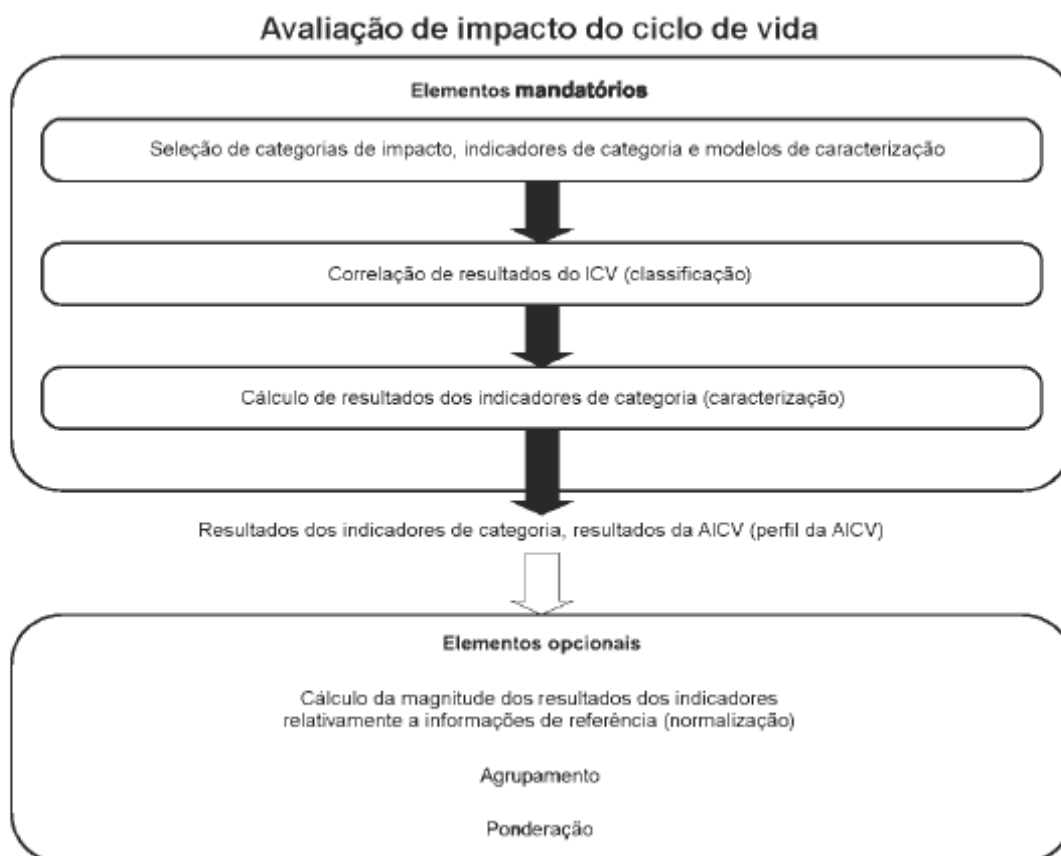 Avaliação de impacto do ciclo de vida
Elementos mandatórios
Seleção de categorias de impacto, indicadores de categoria e modelos de caracterização
Correlação de resultados do ICV (classificação)
Cálculo de resultados dos indicadores de categoria (caracterização)
Resultados dos indicadores de categoria, resultados da AICV (perfil da AICV)
Elementos opcionais
Cálculo da magnitude dos resultados dos indicadores
relativamente a informações de referência (normalização)
Agrupamento
Ponderação